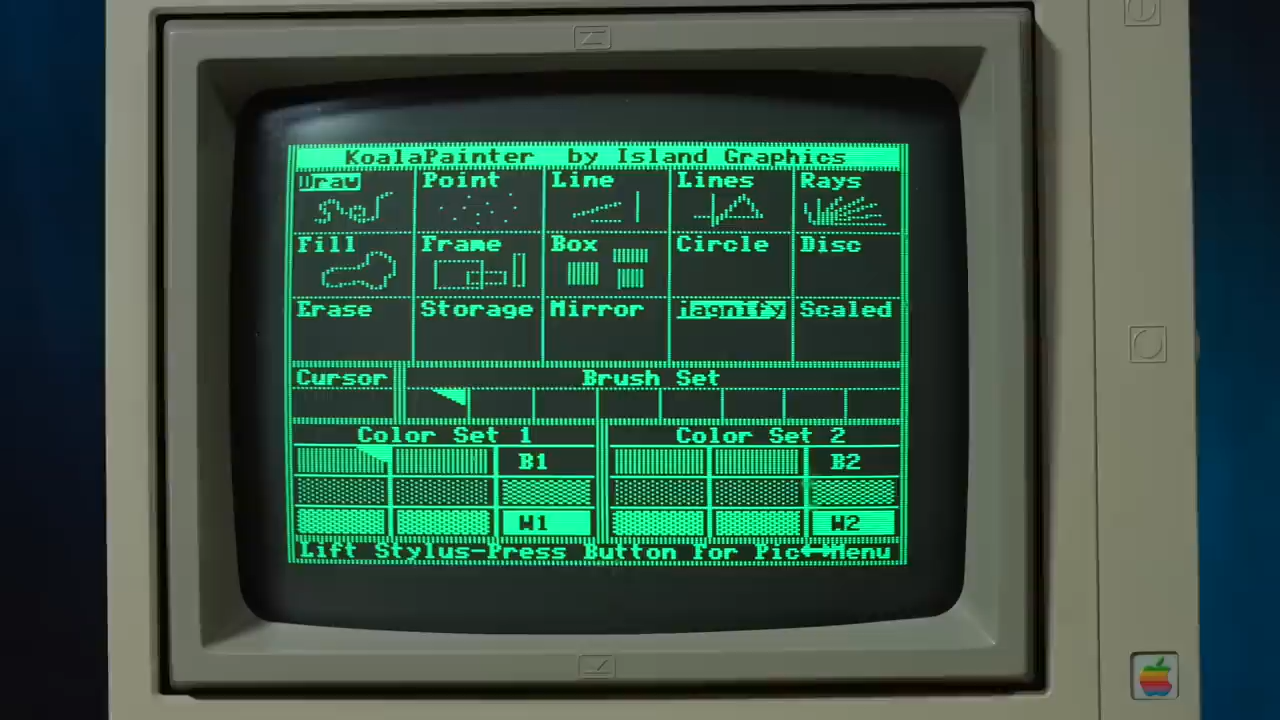 KoalaPainter by Island Graphics
Draw Point Line Lines Rays
Fill Frame Box Circle Disc
Erase Storage Mirror Magnify Scaled
Cursor Brush Set
Color Set 1 Color Set 2
B1 B2
W1 W2
Lift Stylus-Press Button For Pic↔Menu